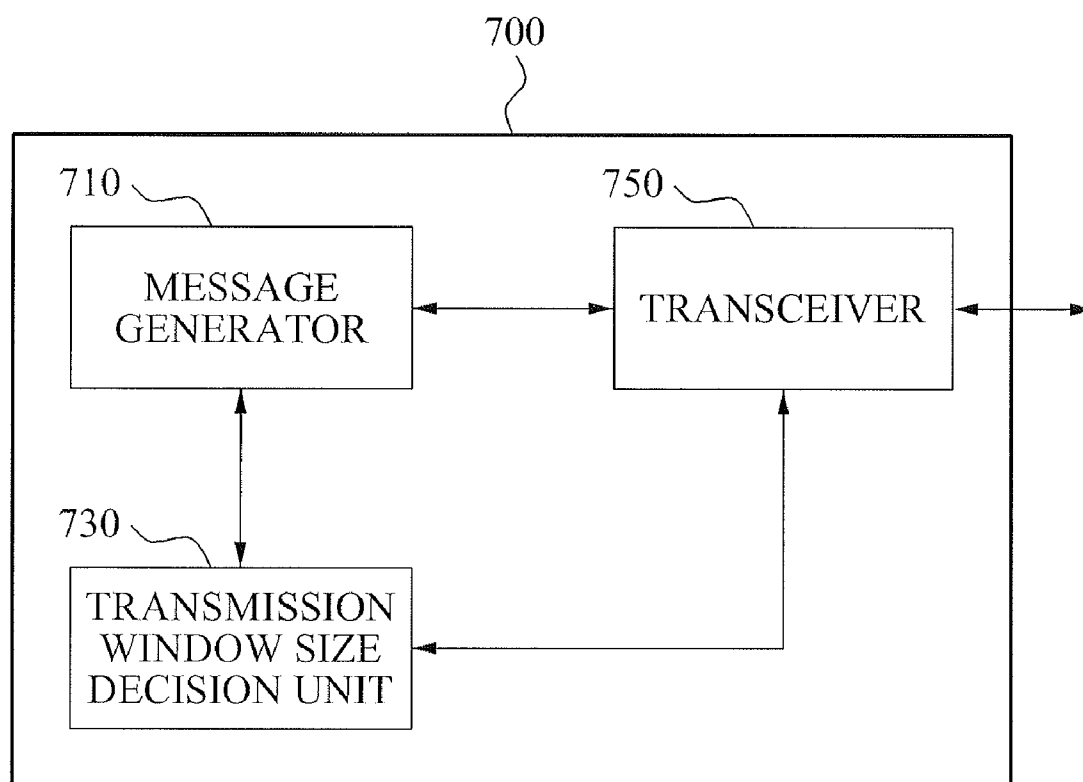 700
710
750
MESSAGE
GENERATOR
TRANSCEIVER
730
TRANSMISSION
WINDOW SIZE
DECISION UNIT